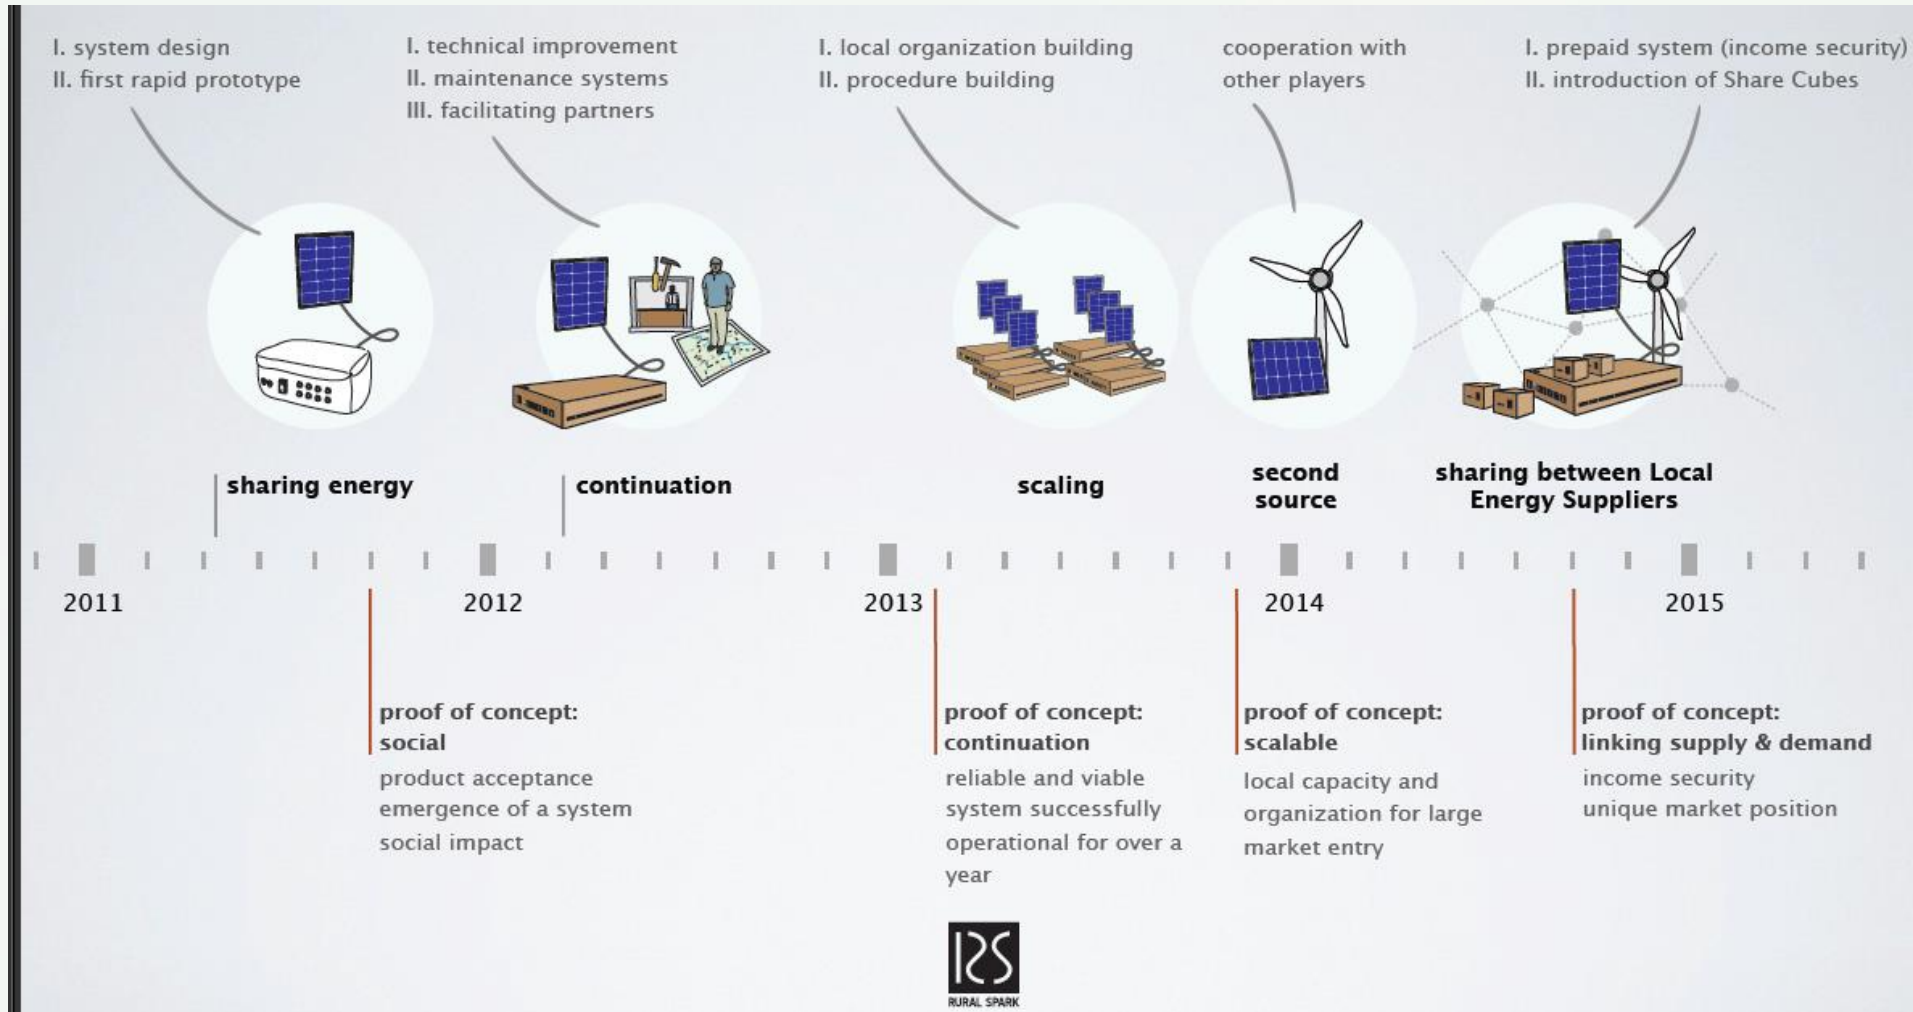 I. system design
II. first rapid prototype
I. technical improvement
II. maintenance systems
III. facilitating partners
I. local organization building
II. procedure building
cooperation with
other players
I. prepaid system (income security)
II. introduction of Share Cubes
sharing energy
continuation
scaling
second
source
sharing between Local
Energy Suppliers
2011
2012
2013
2014
2015
proof of concept:
social
product acceptance
emergence of a system
social impact
proof of concept:
continuation
reliable and viable
system successfully
operational for over a
year
proof of concept:
scalable
local capacity and
organization for large
market entry
proof of concept:
linking supply & demand
income security
unique market position
RS
RURAL SPARK